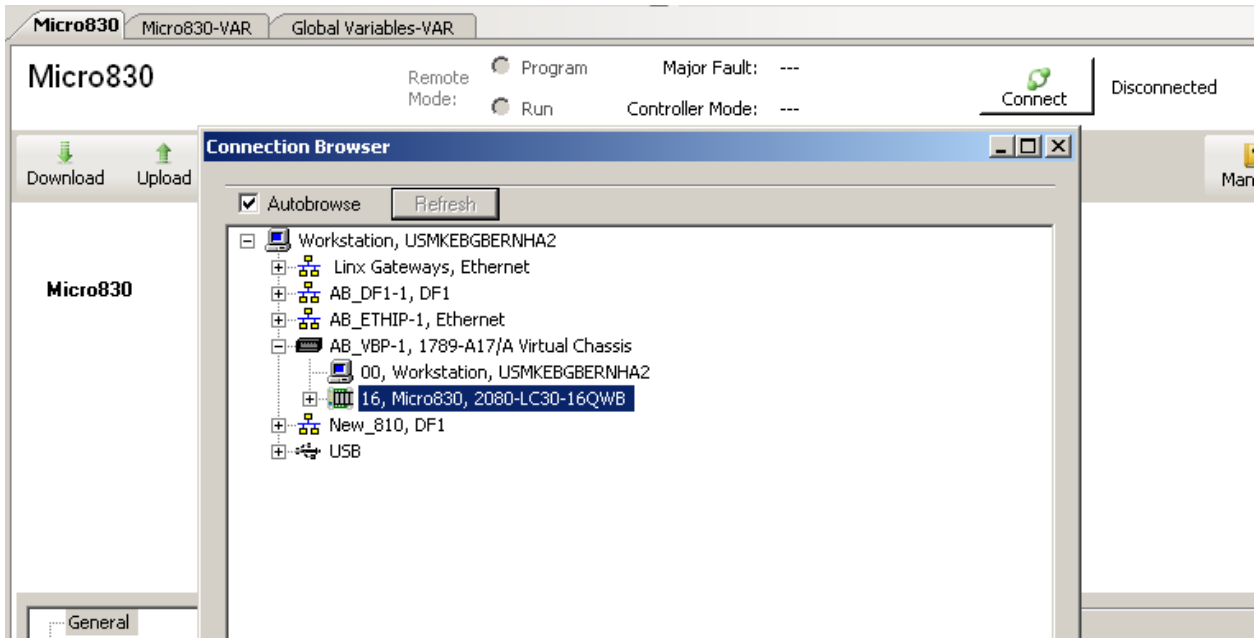 Micro830 Micro830-VAR Global Variables-VAR
Micro830
Remote Mode:
Program
Run
Major Fault: ---
Controller Mode: ---
Connect
Disconnected
Download Upload
Connection Browser
Autobrowse Refresh
Workstation, USMKEBGBERNHA2
Linx Gateways, Ethernet
AB_DF1-1, DF1
AB_ETHIP-1, Ethernet
AB_VBP-1, 1789-A17/A Virtual Chassis
00, Workstation, USMKEBGBERNHA2
16, Micro830, 2080-LC30-16QWB
New_810, DF1
USB
Micro830
General